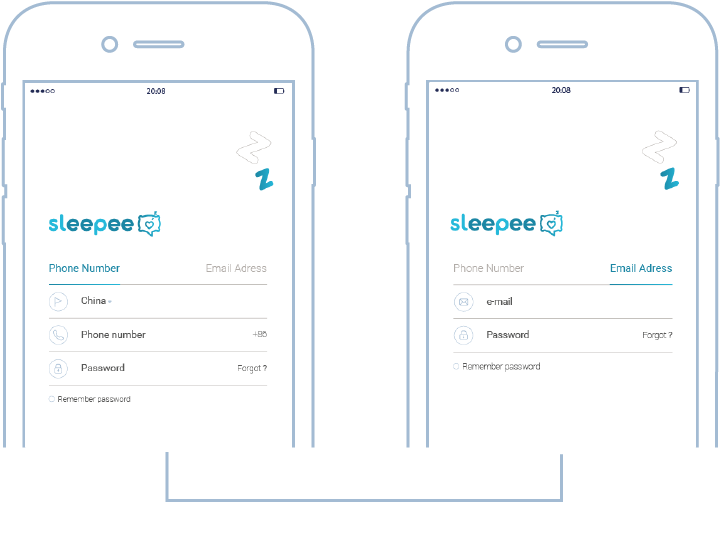 20:08
sleepee
Phone Number Email Adress
China
Phone number +86
Password Forgot ?
Remember password
20:08
sleepee
Phone Number Email Adress
e-mail
Password Forgot ?
Remember password